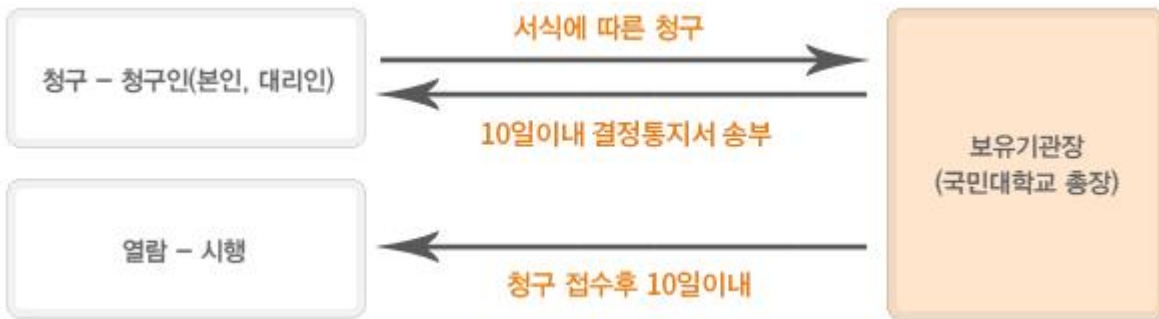 서식에 따른 청구
청구 – 청구인(본인, 대리인)
10일이내 결정통지서 송부
보유기관장
(국민대학교 총장)
열람 – 시행
청구 접수후 10일이내